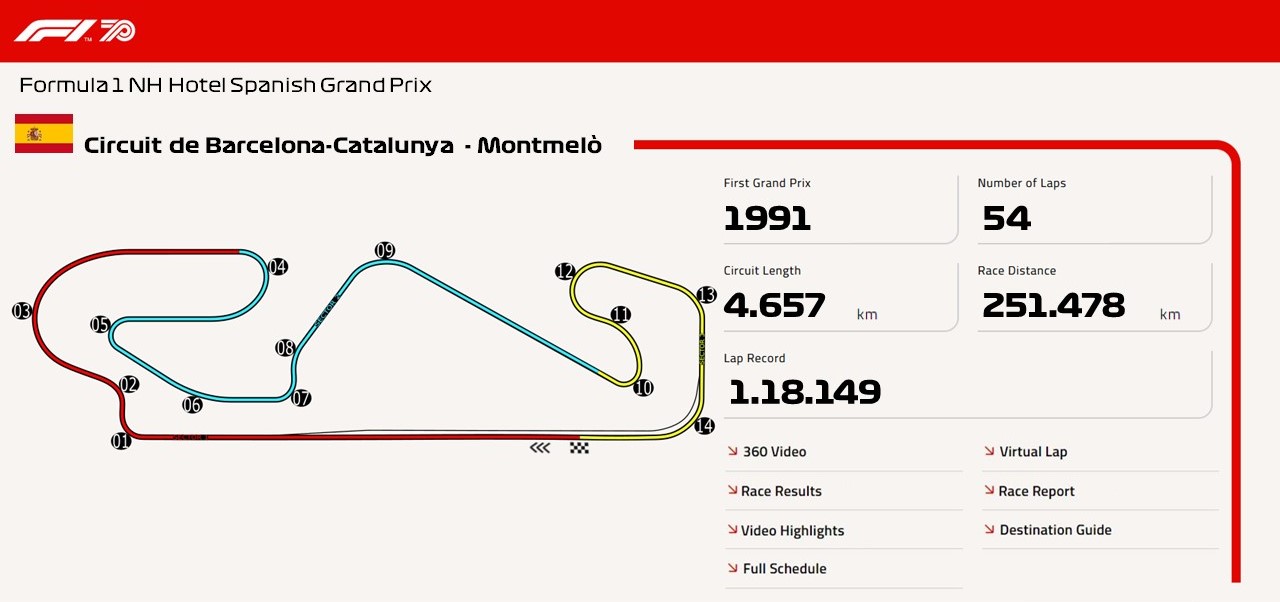 F1™ 70
Formula 1 NH Hotel Spanish Grand Prix
Circuit de Barcelona-Catalunya - Montmelò
First Grand Prix
1991
Number of Laps
54
Circuit Length
4.657 km
Race Distance
251.478 km
Lap Record
1.18.149
09
04
12
13
03
11
05
SECTOR 2
08
SECTOR 3
02
10
06
07
14
01
SECTOR 1
360 Video
Virtual Lap
Race Results
Race Report
Video Highlights
Destination Guide
Full Schedule